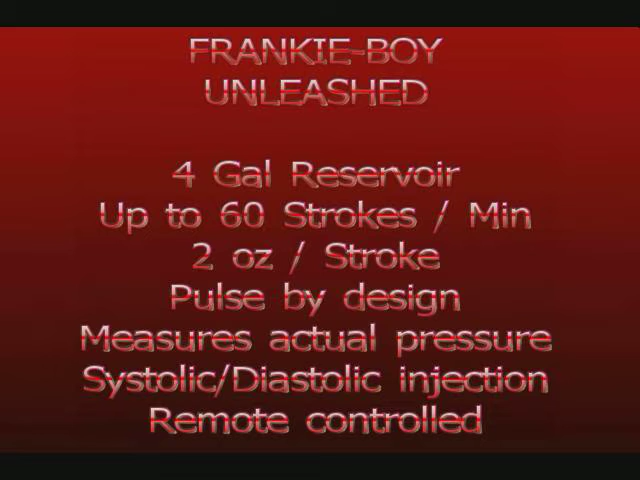 FRANKIE-BOY
UNLEASHED
4 Gal Reservoir
Up to 60 Strokes / Min
2 oz / Stroke
Pulse by design
Measures actual pressure
Systolic/Diastolic injection
Remote controlled